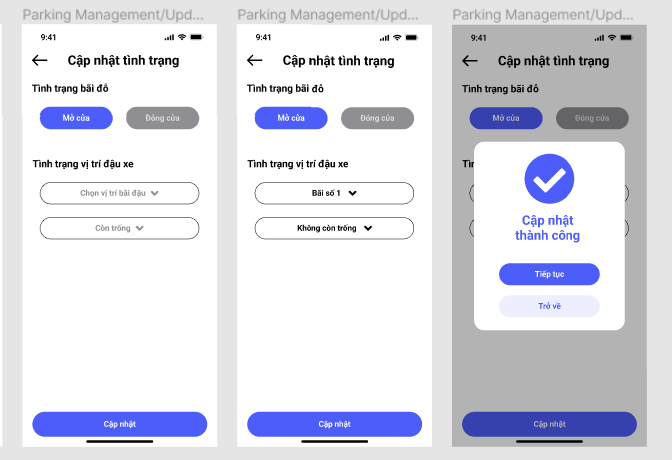 Parking Management/Upd...
9:41
Cập nhật tình trạng
Tình trạng bãi đỗ
Mở cửa
Đóng cửa
Tình trạng vị trí đậu xe
Chọn vị trí bãi đậu
Còn trống
Cập nhật
Parking Management/Upd...
9:41
Cập nhật tình trạng
Tình trạng bãi đỗ
Mở cửa
Đóng cửa
Tình trạng vị trí đậu xe
Bãi số 1
Không còn trống
Cập nhật
Parking Management/Upd...
9:41
Cập nhật tình trạng
Tình trạng bãi đỗ
Mở cửa
Đóng cửa
Tìn
Cập nhật
thành công
Tiếp tục
Trở về
Cập nhật